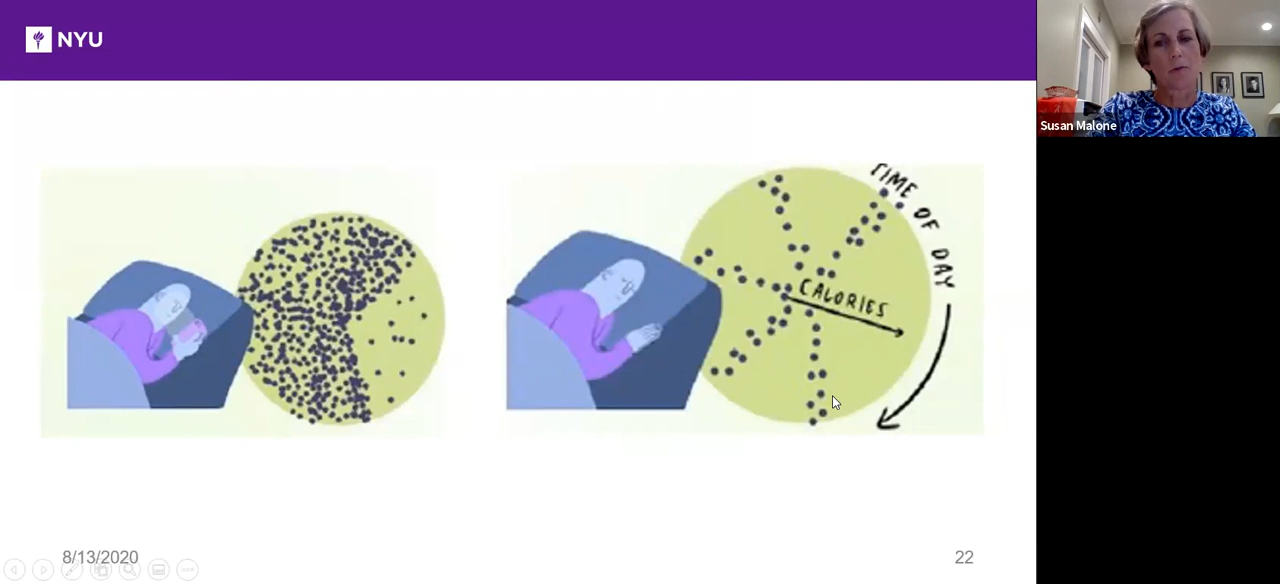 NYU
Susan Malone
TIME OF DAY
CALORIES
8/13/2020
22